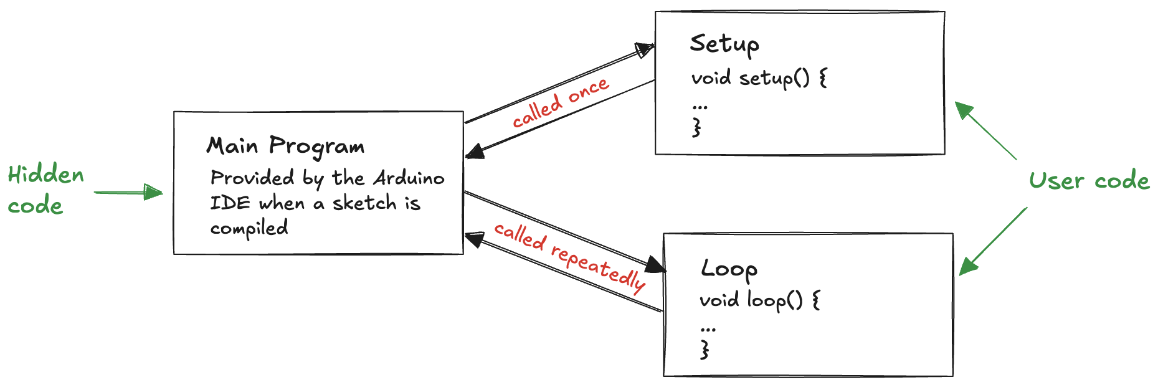 Hidden
code
Main Program
Provided by the Arduino
IDE when a sketch is
compiled
called once
called repeatedly
Setup
void setup() {
...
}
Loop
void loop() {
...
}
User code